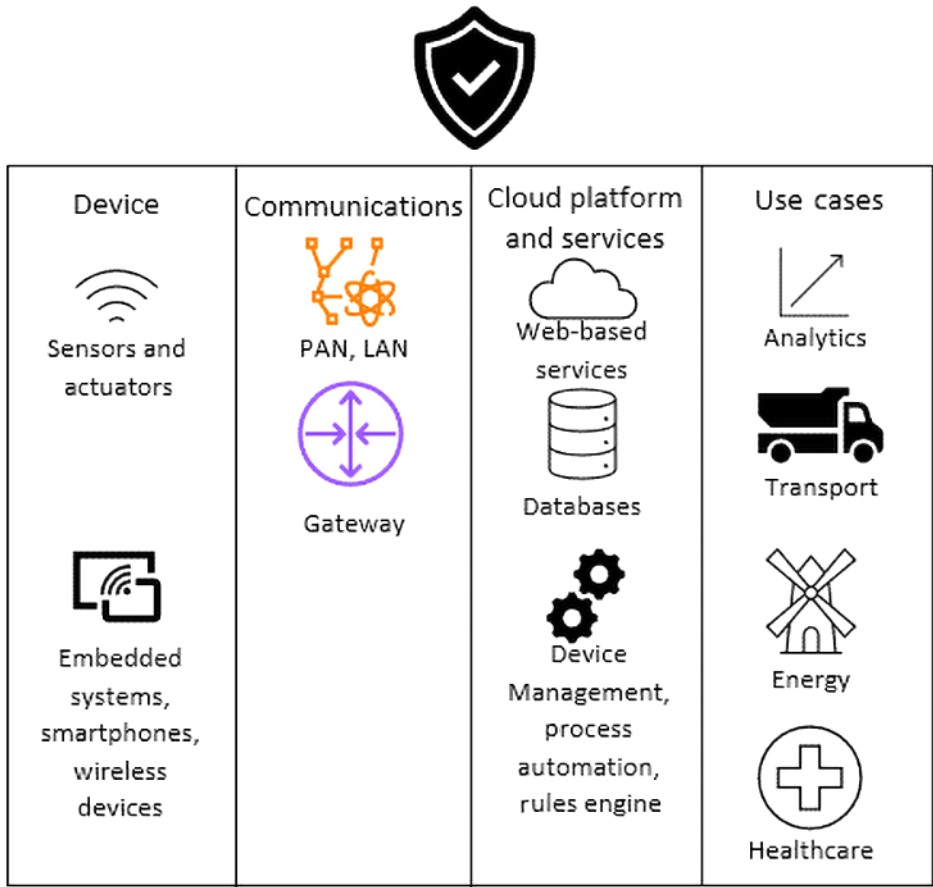 Device
Sensors and
actuators
Embedded
systems,
smartphones,
wireless
devices
Communications
PAN, LAN
Gateway
Cloud platform
and services
Web-based
services
Databases
Device
Management,
process
automation,
rules engine
Use cases
Analytics
Transport
Energy
Healthcare